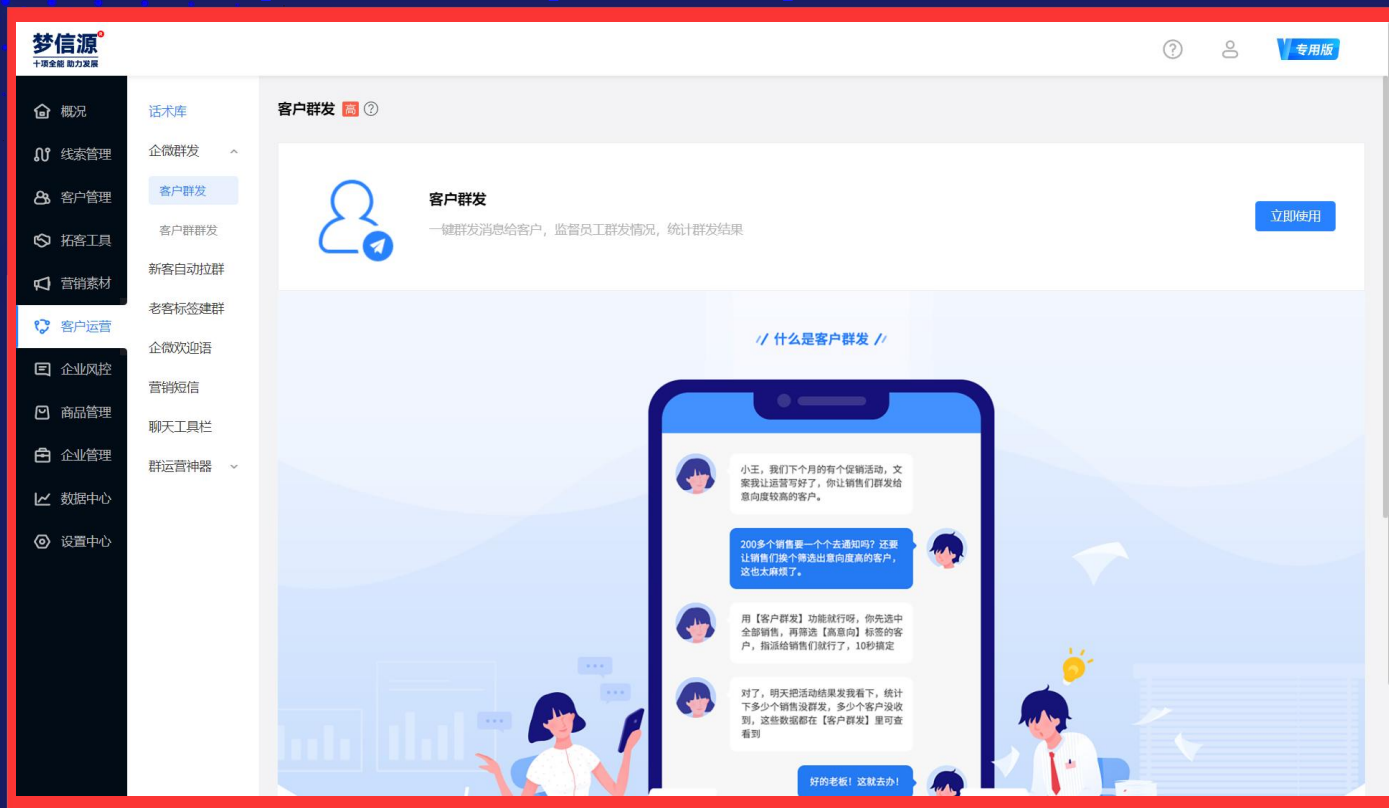 梦信源
十项全能 助力发展
专用版
概况
线索管理
客户管理
拓客工具
营销素材
客户运营
企业风控
商品管理
企业管理
数据中心
设置中心
话术库
企微群发
客户群发
客户群群发
新客自动拉群
老客标签建群
企微欢迎语
营销短信
聊天工具栏
群运营神器
客户群发 高
客户群发
一键群发消息给客户，监督员工群发情况，统计群发结果
立即使用
// 什么是客户群发 //
小王，我们下个月的有个促销活动，文
案我让运营写好了，你让销售们群发给
意向度较高的客户。
200多个销售要一个个去通知吗？还要
让销售们挨个筛选出意向度高的客户，
这也太麻烦了。
用【客户群发】功能就行呀，你先选中
全部销售，再筛选【高意向】标签的客
户，指派给销售们就行了，10秒搞定
对了，明天把活动结果发我看下，统计
下多少个销售没群发，多少个客户没收
到，这些数据都在【客户群发】里可查
看到
好的老板！这就去办！